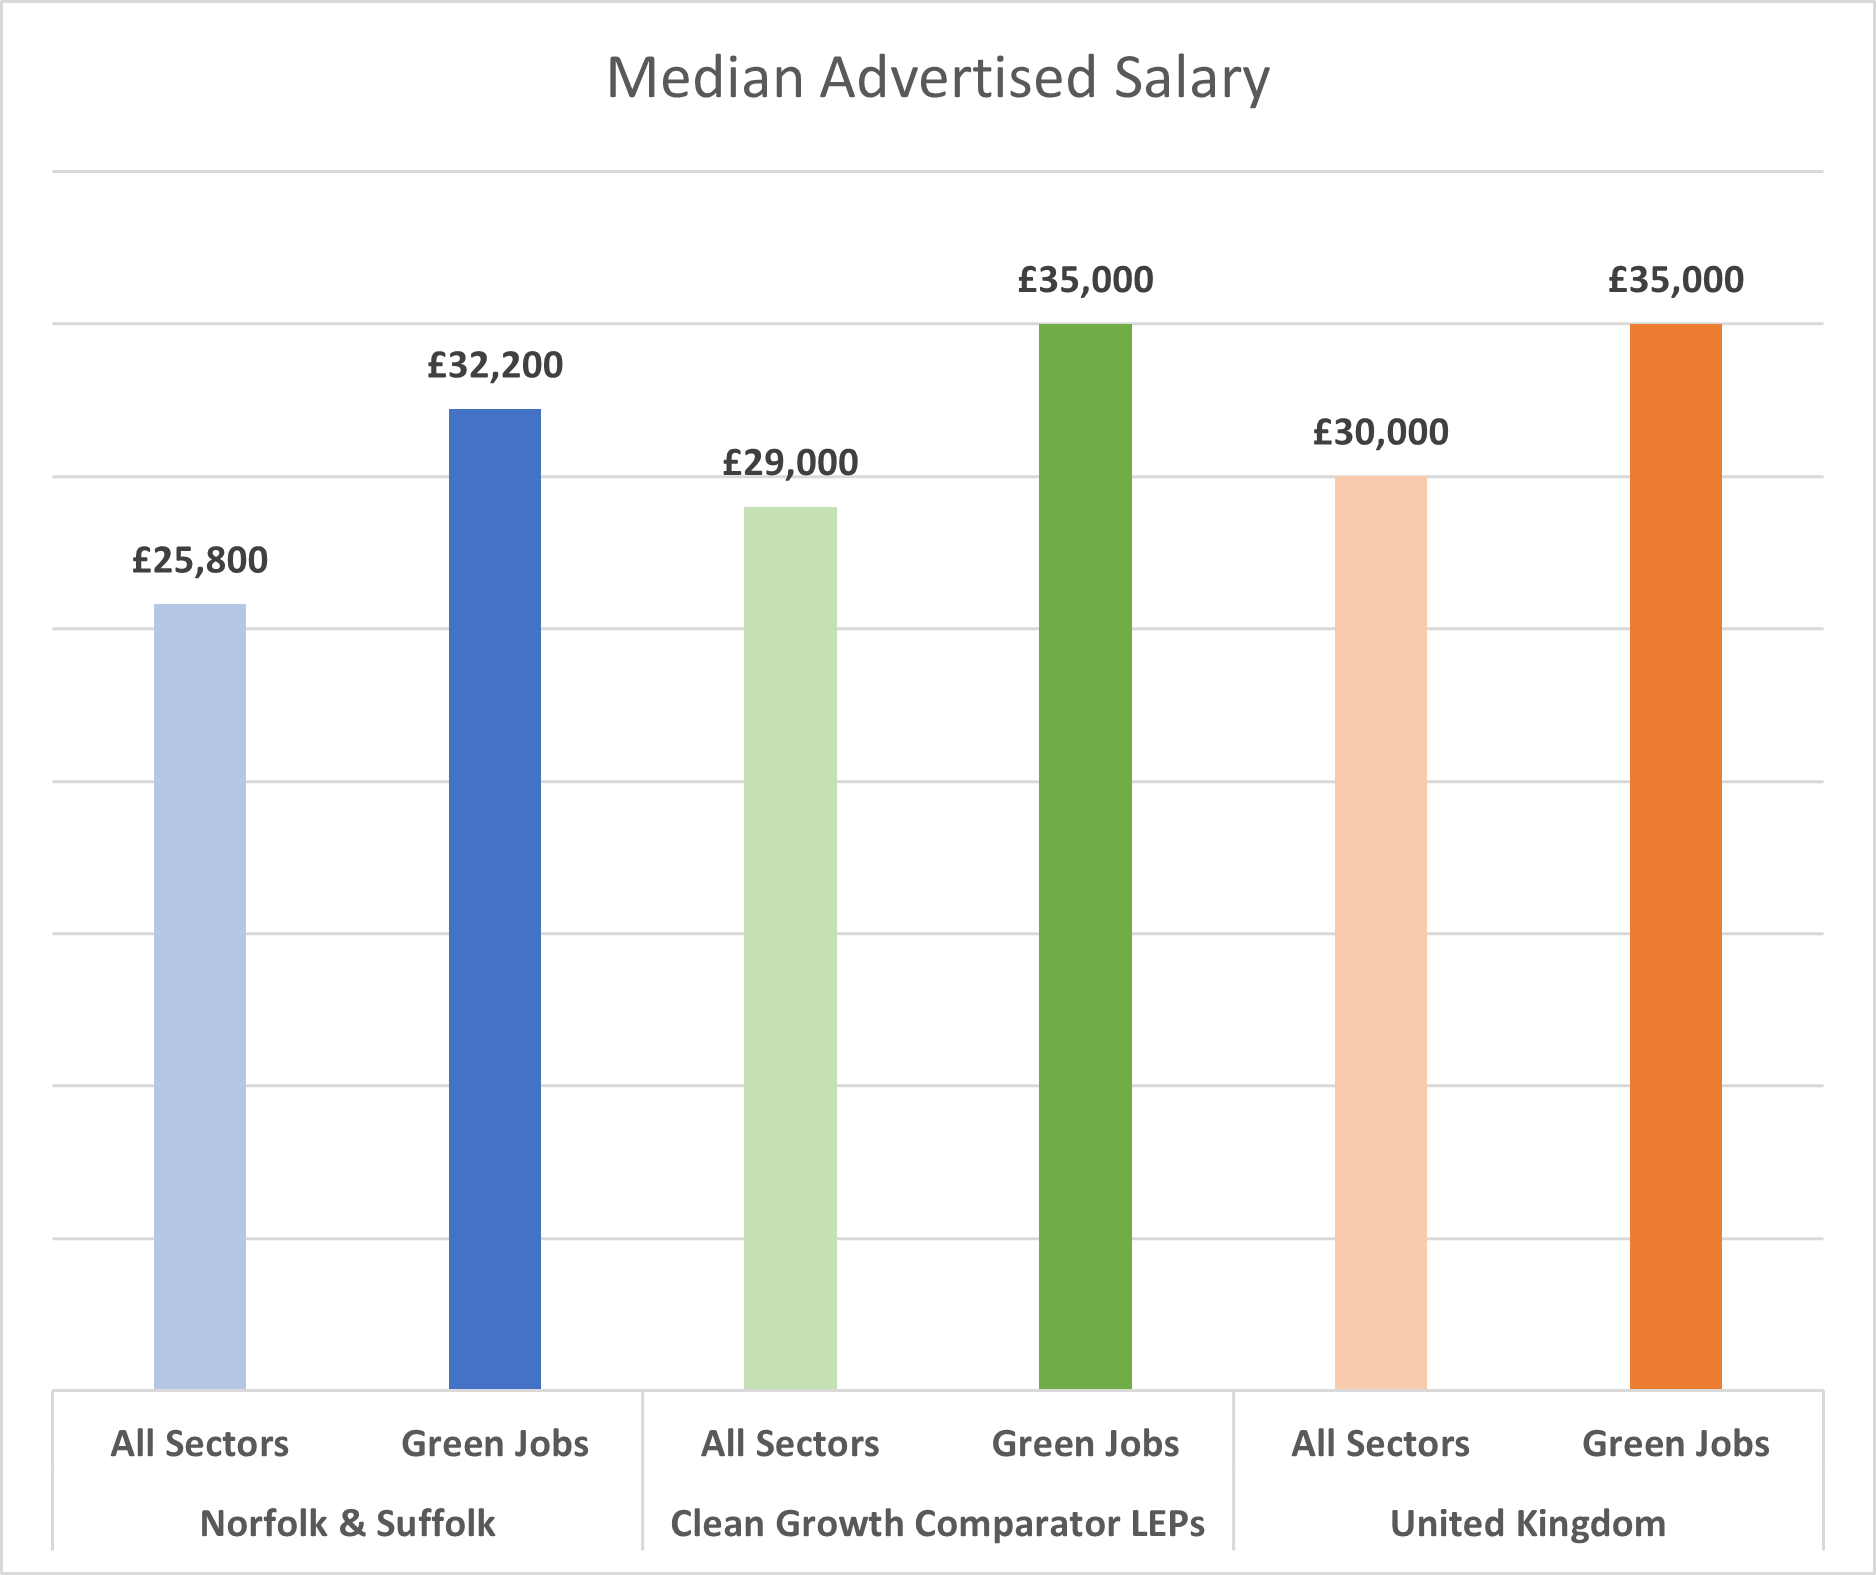 Median Advertised Salary
£35,000 £35,000
£32,200
£30,000
£29,000
£25,800
All Sectors Green Jobs All Sectors Green Jobs All Sectors Green Jobs
Norfolk & Suffolk Clean Growth Comparator LEPs United Kingdom